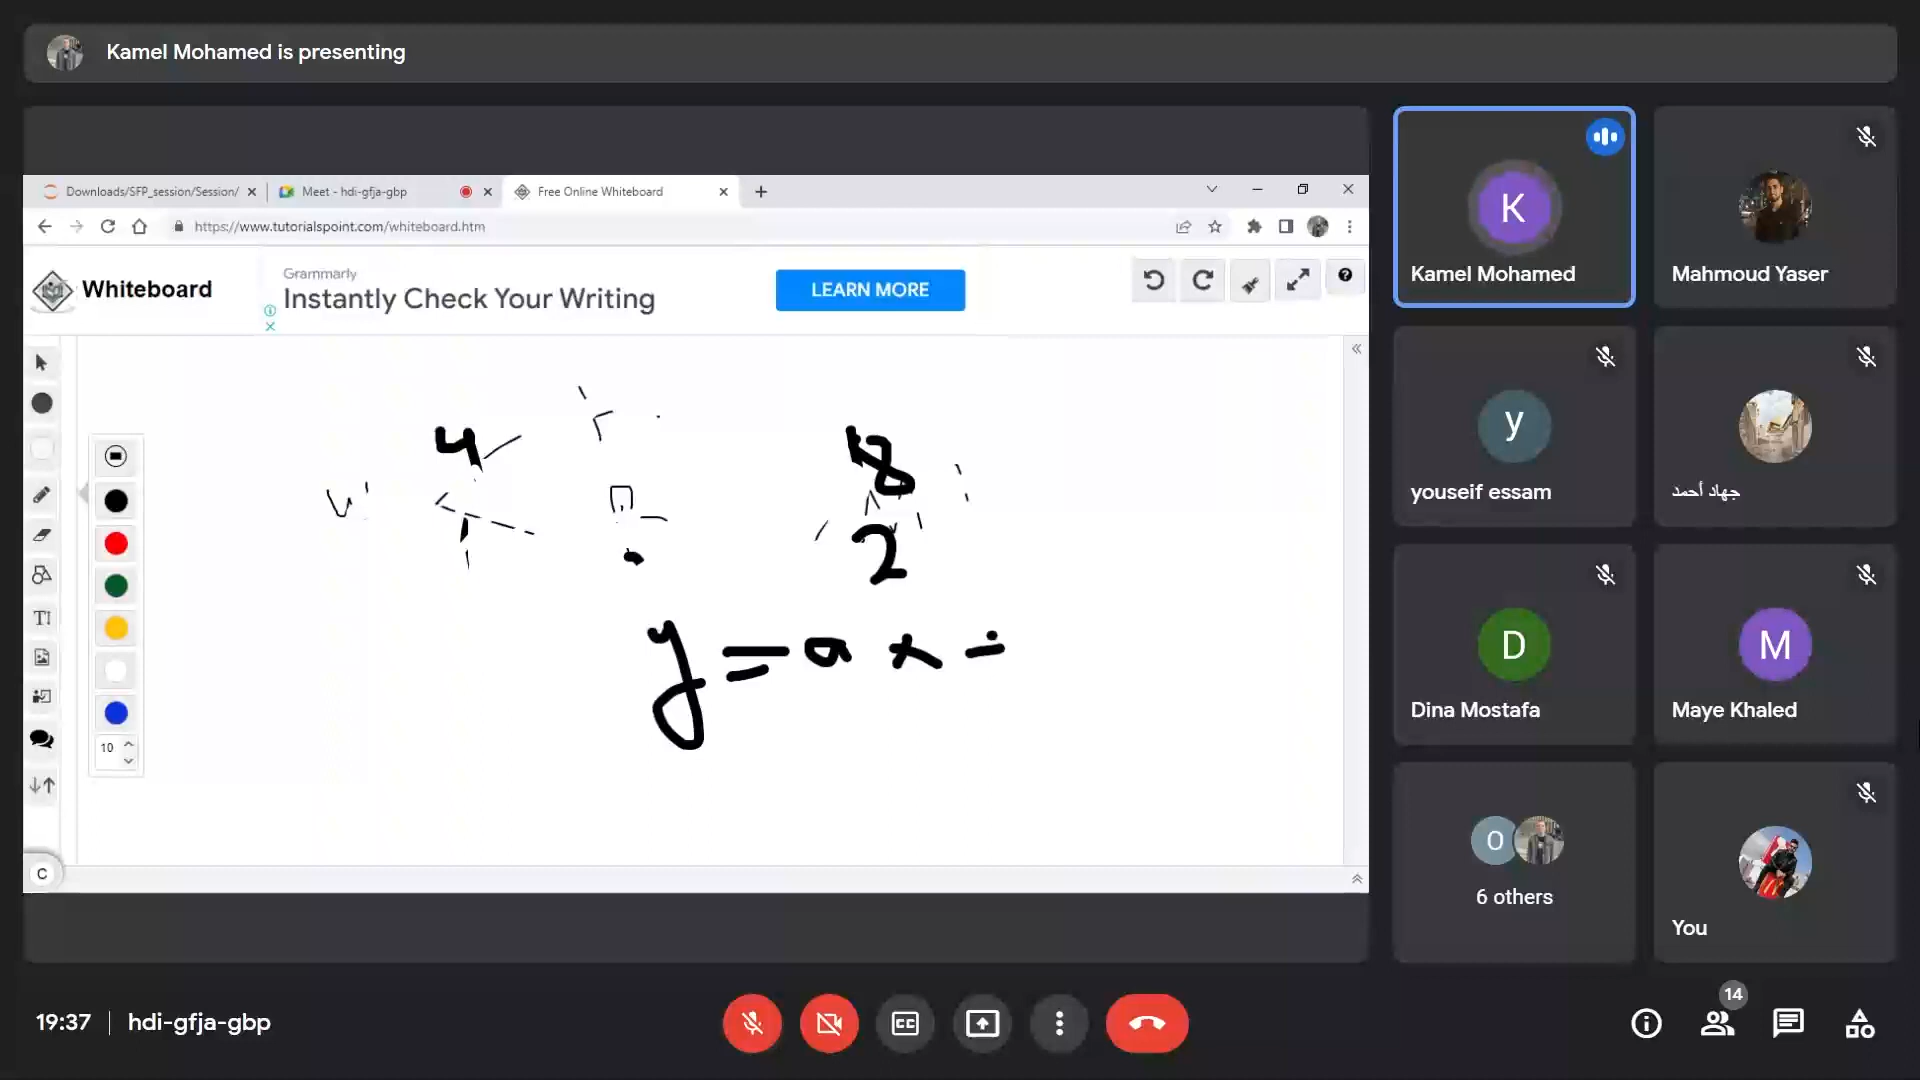 Kamel Mohamed is presenting
Downloads/SFP_session/Session/
Meet - hdi-gfja-gbp
Free Online Whiteboard
https://www.tutorialspoint.com/whiteboard.htm
Whiteboard
Grammarly
Instantly Check Your Writing
LEARN MORE
4
8
2
y = a x
TI
10
C
K
Kamel Mohamed
Mahmoud Yaser
y
youseif essam
جهاد أحمد
D
Dina Mostafa
M
Maye Khaled
O
6 others
You
19:37
hdi-gfja-gbp
CC
14